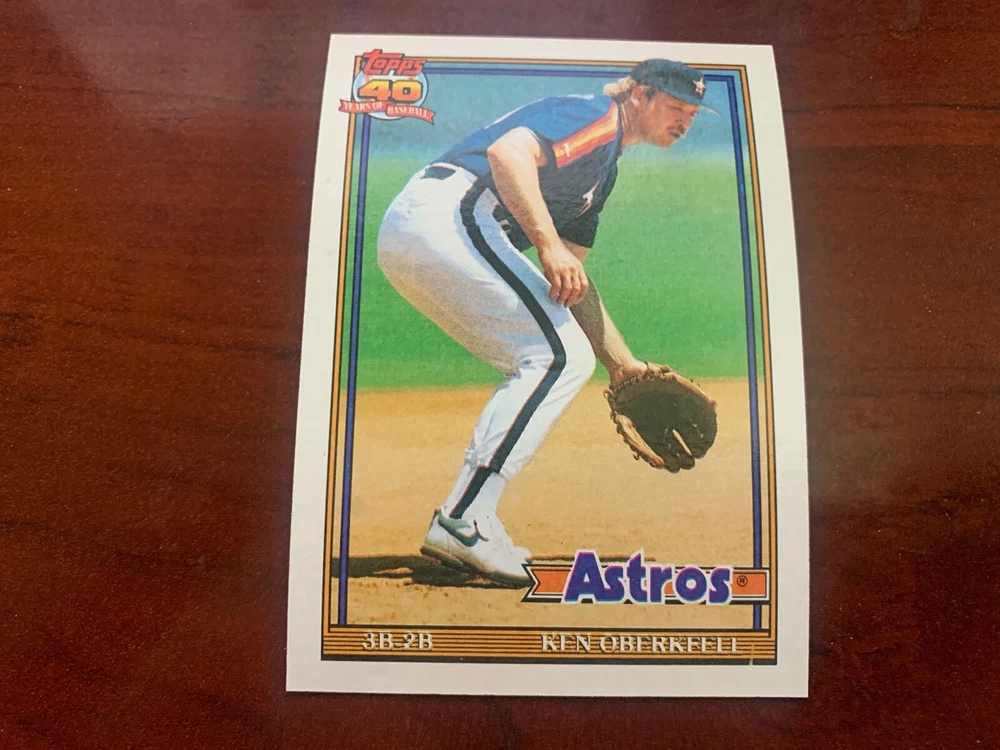 Topps
40
YEARS OF BASEBALL
Astros®
3B-2B KEN OBERKFELL